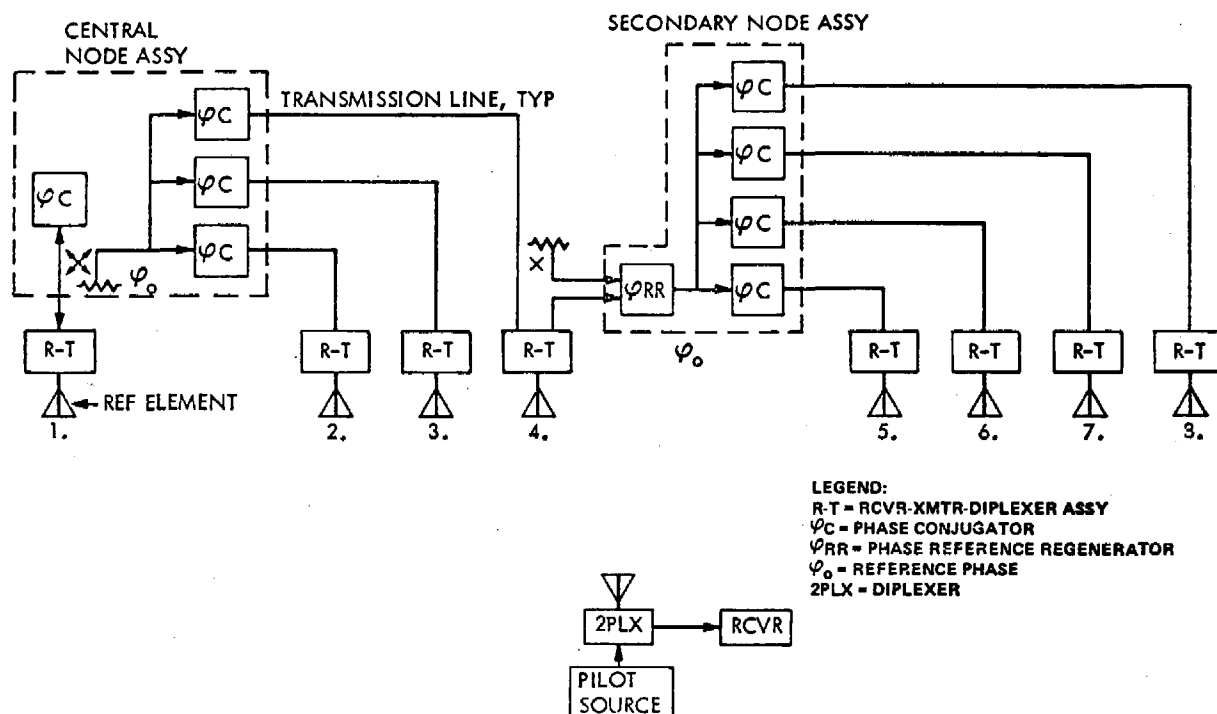 CENTRAL
NODE ASSY
SECONDARY NODE ASSY
TRANSMISSION LINE, TYP
φC
φC
φC
φC
φ₀
φC
φC
φC
φC
X
φRR
φ₀
R-T
R-T
R-T
R-T
R-T
R-T
R-T
R-T
REF ELEMENT
1.
2.
3.
4.
5.
6.
7.
3.
LEGEND:
R-T = RCVR-XMTR-DIPLEXER ASSY
φC = PHASE CONJUGATOR
φRR = PHASE REFERENCE REGENERATOR
φ₀ = REFERENCE PHASE
2PLX = DIPLEXER
2PLX
RCVR
PILOT
SOURCE